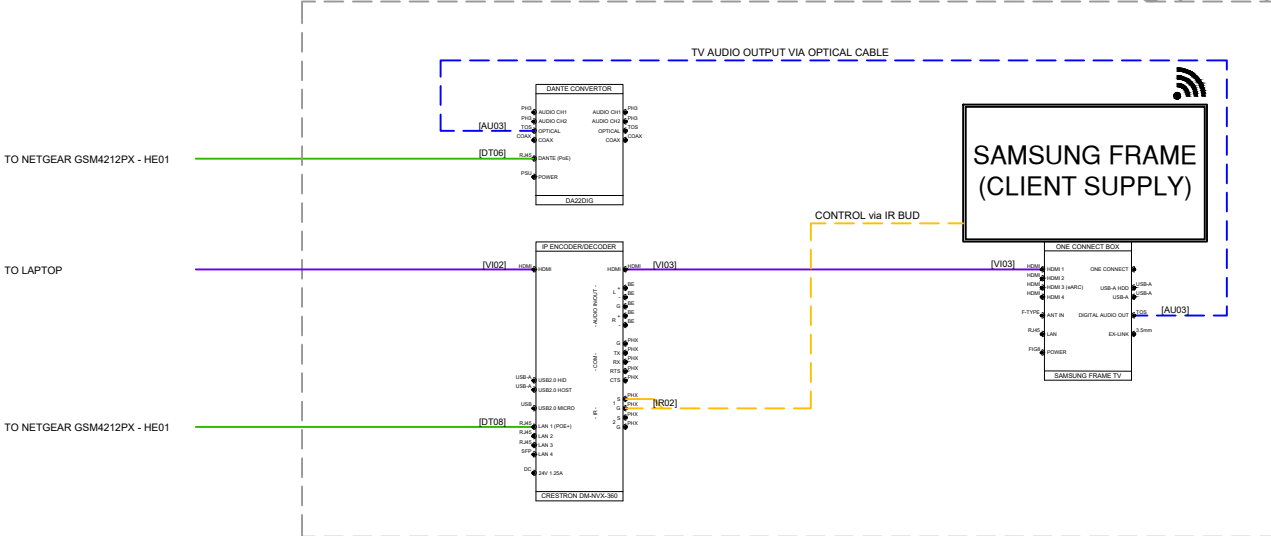 TV AUDIO OUTPUT VIA OPTICAL CABLE
DANTE CONVERTOR
PH3 AUDIO CH1 AUDIO CH1 PH3
PH3 AUDIO CH2 AUDIO CH2 PH3
[AU03] TOS OPTICAL OPTICAL TOS
COAX COAX COAX COAX
TO NETGEAR GSM4212PX - HE01 [DT06] RJ45 DANTE (PoE)
PSU POWER
DA22DIG
SAMSUNG FRAME
(CLIENT SUPPLY)
CONTROL via IR BUD
IP ENCODER/DECODER
TO LAPTOP [VI02] HDMI HDMI HDMI HDMI [VI03]
- AUDIO IN/OUT -
L + BE
- BE
G BE
R + BE
- BE
- COM -
G PHX
TX PHX
RX PHX
RTS PHX
CTS PHX
USB-A USB2.0 HID
USB-A USB2.0 HOST
USB USB2.0 MICRO
- IR -
1 S PHX
G PHX [IR02]
2 S PHX
G PHX
TO NETGEAR GSM4212PX - HE01 [DT08] RJ45 LAN 1 (POE+)
RJ45 LAN 2
RJ45 LAN 3
SFP LAN 4
DC 24V 1.25A
CRESTRON DM-NVX-360
ONE CONNECT BOX
[VI03] HDMI HDMI 1 ONE CONNECT
HDMI HDMI 2
HDMI HDMI 3 (eARC) USB-A HDD USB-A
HDMI HDMI 4 USB-A USB-A
F-TYPE ANT IN DIGITAL AUDIO OUT TOS [AU03]
RJ45 LAN EX-LINK 3.5mm
FIG8 POWER
SAMSUNG FRAME TV